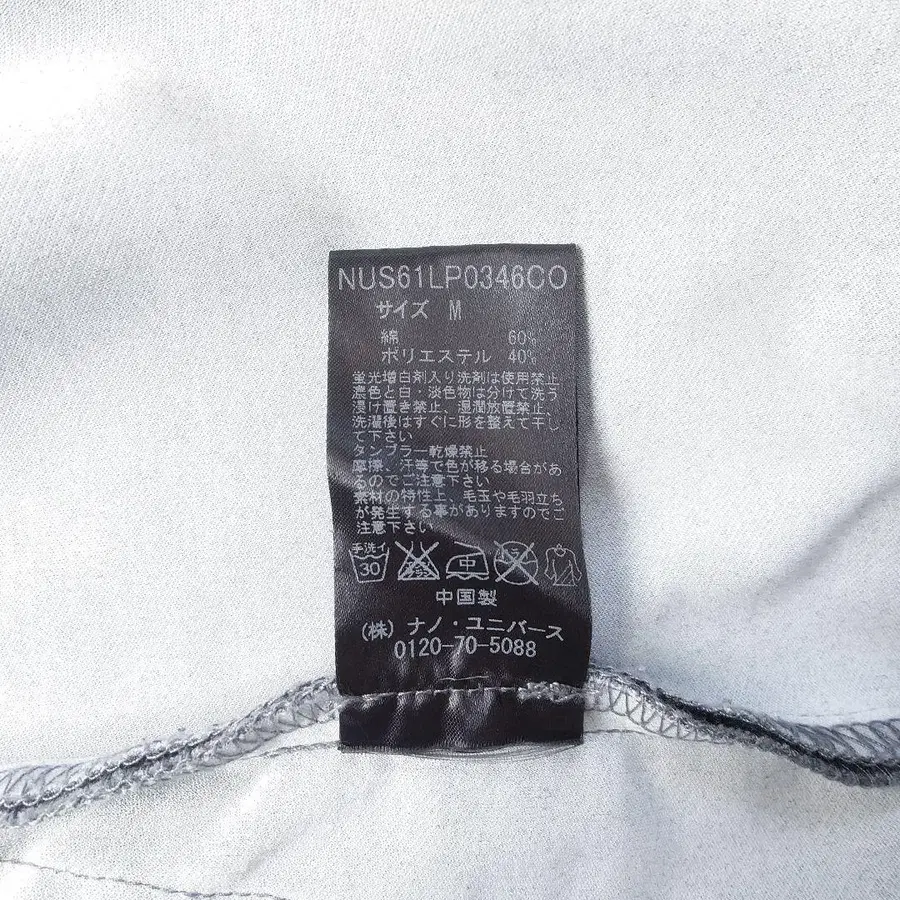 NUS61LP0346CO
サイズ M
綿 60%
ポリエステル 40%
蛍光増白剤入り洗剤は使用禁止
濃色と白・淡色物は分けて洗う
浸け置き禁止、湿潤放置禁止、
洗濯後はすぐに形を整えて干し
て下さい
タンブラー乾燥禁止
摩擦、汗等で色が移る場合があ
るのでご注意下さい
素材の特性上、毛玉や毛羽立ち
が発生する事がありますのでご
注意下さい
手洗イ 30 中
中国製
(株) ナノ・ユニバース
0120-70-5088